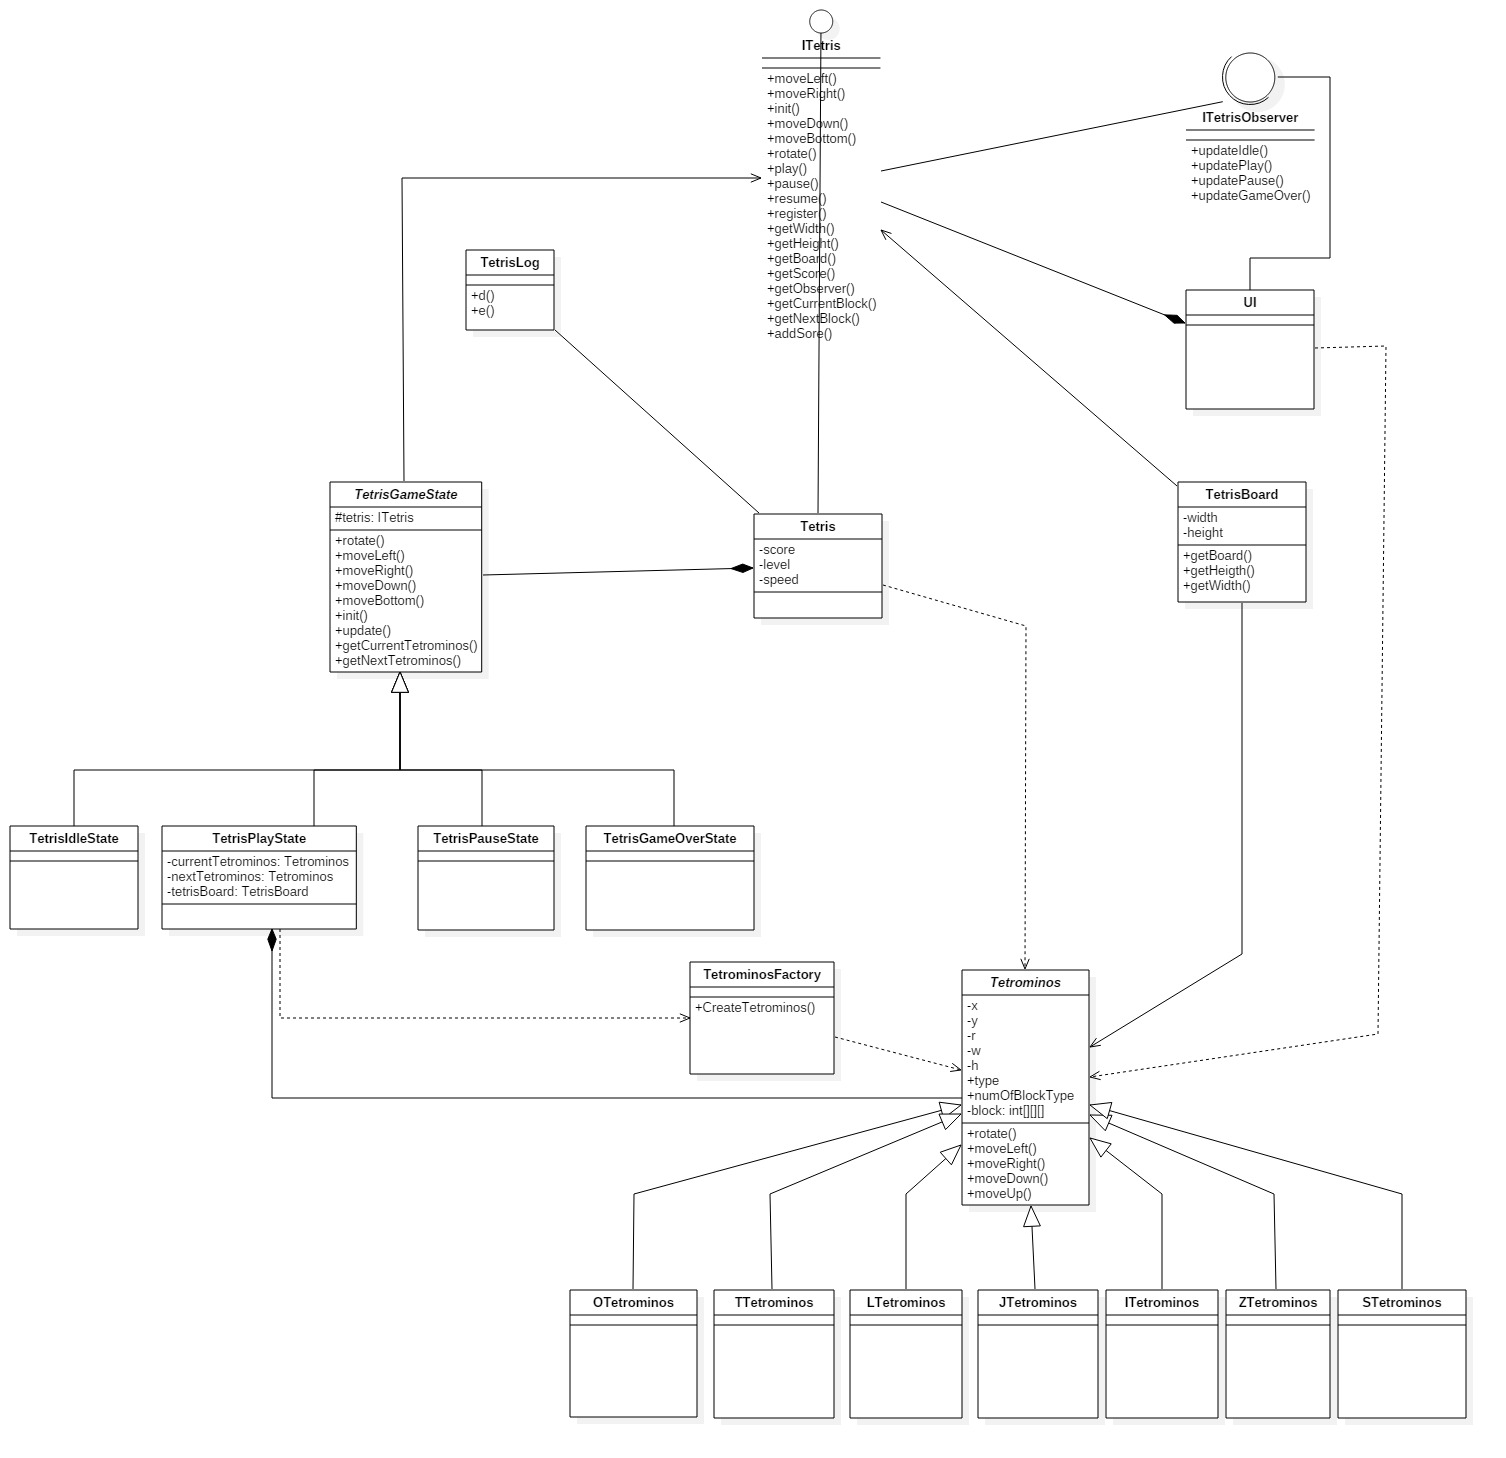 ITetris
+moveLeft()
+moveRight()
+init()
+moveDown()
+moveBottom()
+rotate()
+play()
+pause()
+resume()
+register()
+getWidth()
+getHeight()
+getBoard()
+getScore()
+getObserver()
+getCurrentBlock()
+getNextBlock()
+addSore()
ITetrisObserver
+updateIdle()
+updatePlay()
+updatePause()
+updateGameOver()
TetrisLog
+d()
+e()
UI
TetrisGameState
#tetris: ITetris
+rotate()
+moveLeft()
+moveRight()
+moveDown()
+moveBottom()
+init()
+update()
+getCurrentTetrominos()
+getNextTetrominos()
Tetris
-score
-level
-speed
TetrisBoard
-width
-height
+getBoard()
+getHeigth()
+getWidth()
TetrisIdleState
TetrisPlayState
-currentTetrominos: Tetrominos
-nextTetrominos: Tetrominos
-tetrisBoard: TetrisBoard
TetrisPauseState
TetrisGameOverState
TetrominosFactory
+CreateTetrominos()
Tetrominos
-x
-y
-r
-w
-h
+type
+numOfBlockType
-block: int[][][]
+rotate()
+moveLeft()
+moveRight()
+moveDown()
+moveUp()
OTetrominos
TTetrominos
LTetrominos
JTetrominos
ITetrominos
ZTetrominos
STetrominos